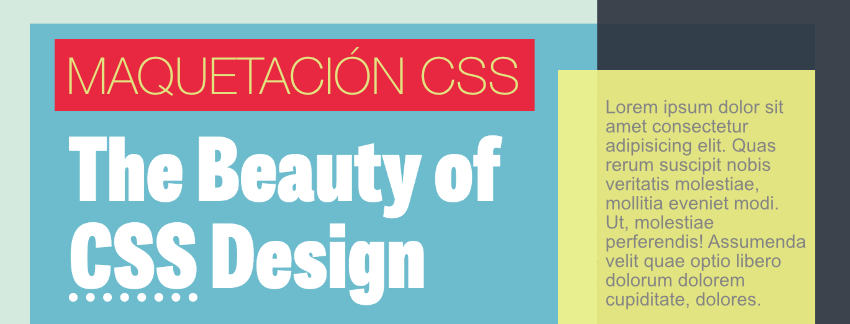 MAQUETACIÓN CSS
The Beauty of
CSS Design
Lorem ipsum dolor sit
amet consectetur
adipisicing elit. Quas
rerum suscipit nobis
veritatis molestiae,
mollitia eveniet modi.
Ut, molestiae
perferendis! Assumenda
velit quae optio libero
dolorum dolorem
cupiditate, dolores.